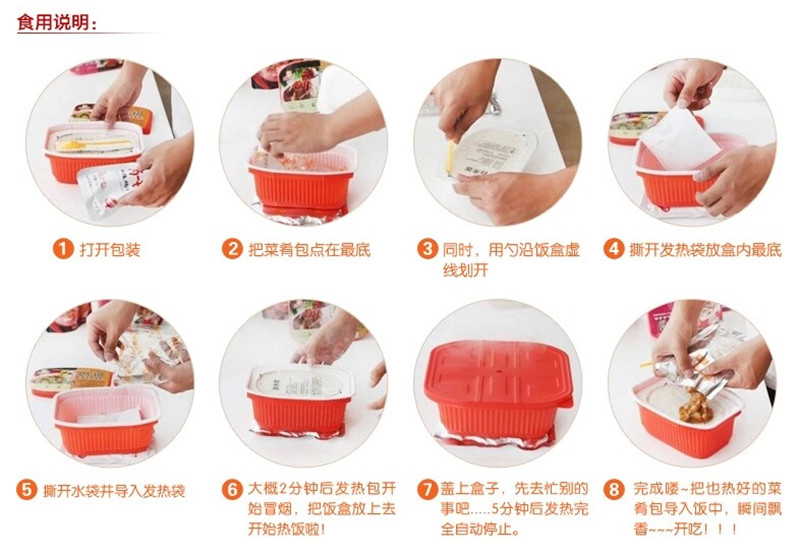 食用说明：
1 打开包装
2 把菜肴包点在最底
3 同时，用勺沿饭盒虚
线划开
4 撕开发热袋放盒内最底
5 撕开水袋并导入发热袋
6 大概2分钟后发热包开
始冒烟，把饭盒放上去
开始热饭啦！
7 盖上盒子，先去忙别的
事吧.....5分钟后发热完
全自动停止。
8 完成喽~把也热好的菜
肴包导入饭中，瞬间飘
香~~~开吃！！！